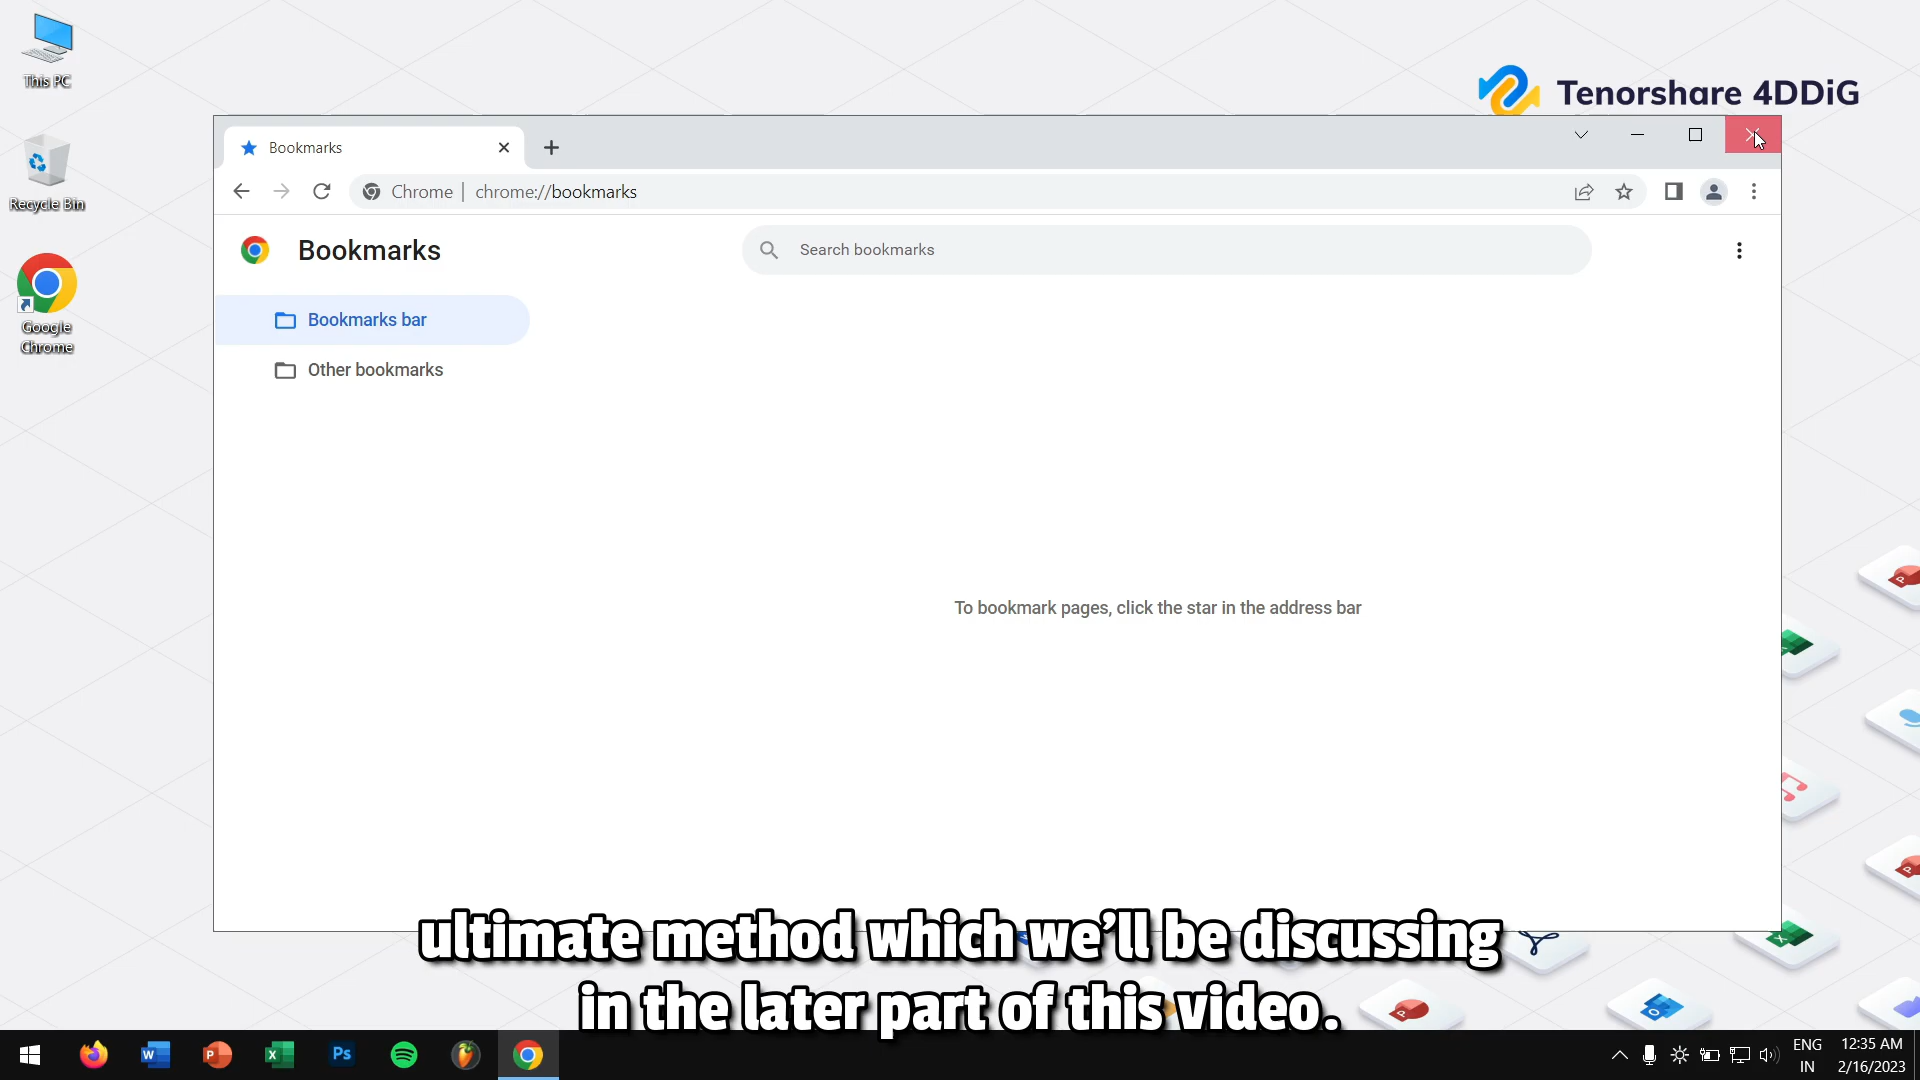 This PC
Tenorshare 4DDiG
Bookmarks
Recycle Bin
Chrome | chrome://bookmarks
Bookmarks
Search bookmarks
Google
Chrome
Bookmarks bar
Other bookmarks
To bookmark pages, click the star in the address bar
ultimate method which we'll be discussing
in the later part of this video.
ENG
IN
12:35 AM
2/16/2023